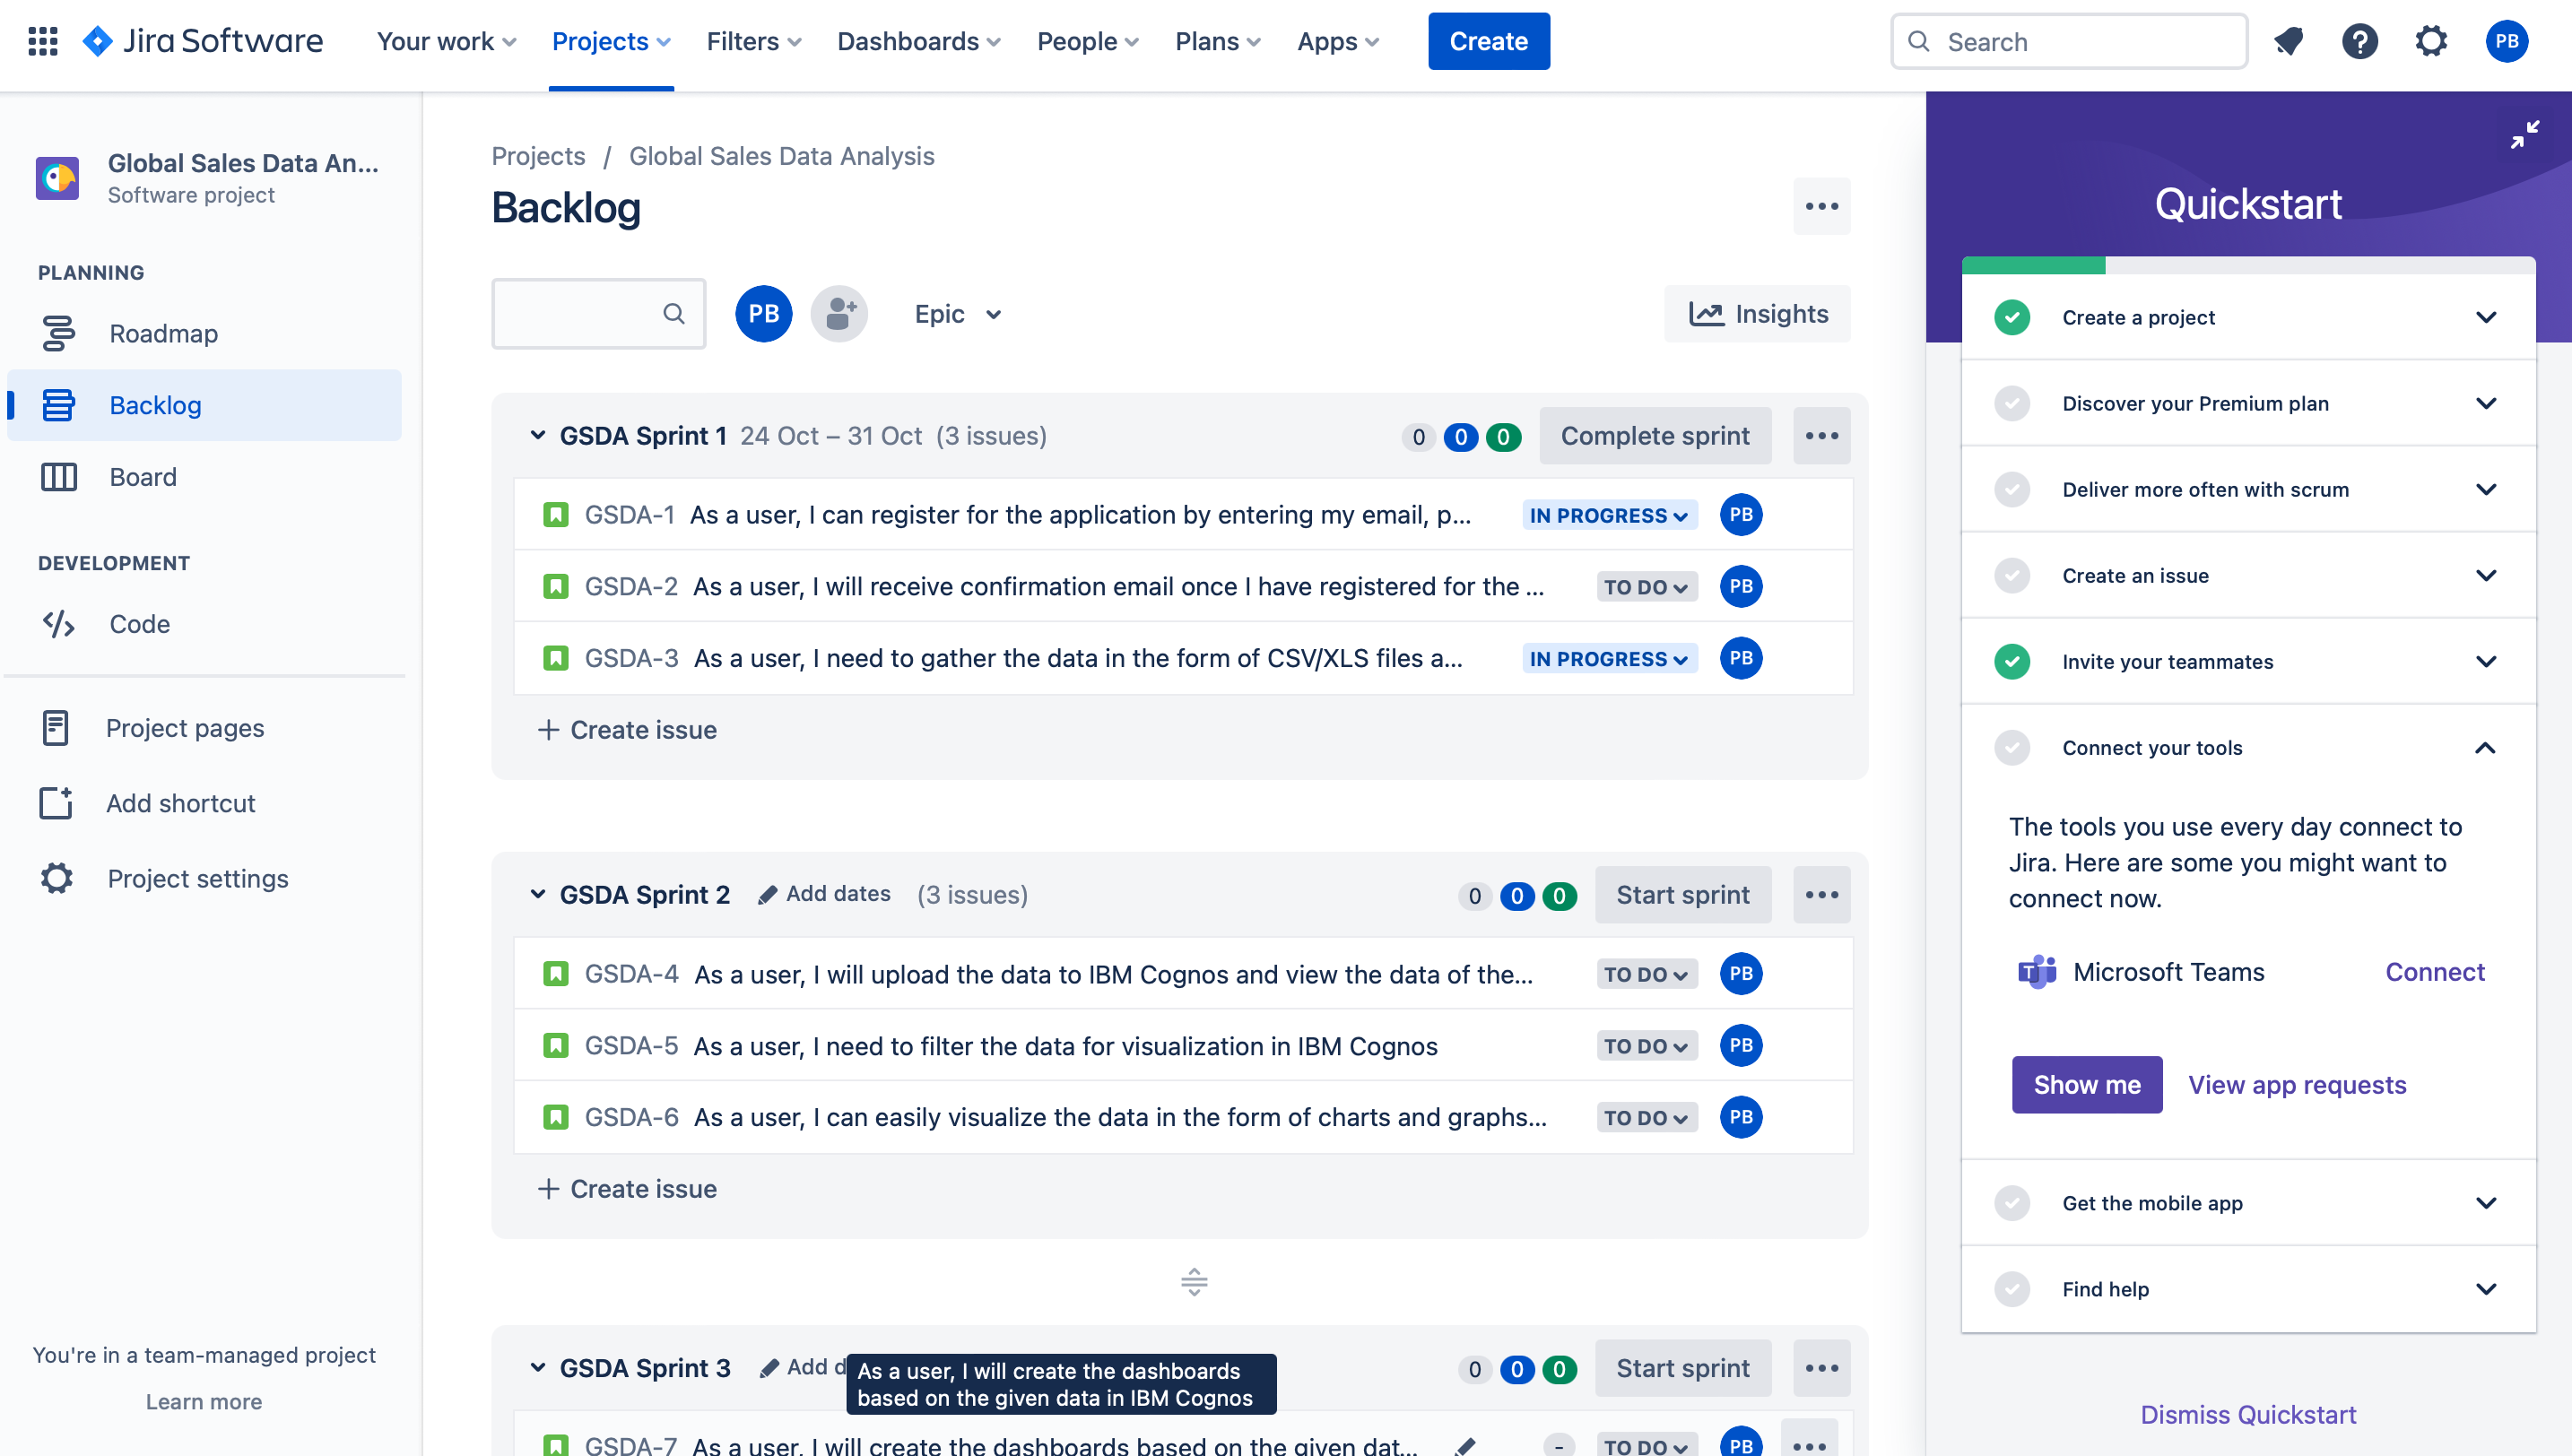 Jira Software
Your work
Projects
Filters
Dashboards
People
Plans
Apps
Create
Search
PB
Global Sales Data An...
Software project
PLANNING
Roadmap
Backlog
Board
DEVELOPMENT
Code
Project pages
Add shortcut
Project settings
You're in a team-managed project
Learn more
Projects / Global Sales Data Analysis
Backlog
PB
Epic
Insights
GSDA Sprint 1 24 Oct – 31 Oct (3 issues) 0 0 0 Complete sprint
GSDA-1 As a user, I can register for the application by entering my email, p... IN PROGRESS PB
GSDA-2 As a user, I will receive confirmation email once I have registered for the ... TO DO PB
GSDA-3 As a user, I need to gather the data in the form of CSV/XLS files a... IN PROGRESS PB
+ Create issue
GSDA Sprint 2 Add dates (3 issues) 0 0 0 Start sprint
GSDA-4 As a user, I will upload the data to IBM Cognos and view the data of the... TO DO PB
GSDA-5 As a user, I need to filter the data for visualization in IBM Cognos TO DO PB
GSDA-6 As a user, I can easily visualize the data in the form of charts and graphs... TO DO PB
+ Create issue
GSDA Sprint 3 Add d 0 0 0 Start sprint
As a user, I will create the dashboards
based on the given data in IBM Cognos
GSDA-7 As a user, I will create the dashboards based on the given dat... - TO DO PB
Quickstart
Create a project
Discover your Premium plan
Deliver more often with scrum
Create an issue
Invite your teammates
Connect your tools
The tools you use every day connect to
Jira. Here are some you might want to
connect now.
Microsoft Teams
Connect
Show me
View app requests
Get the mobile app
Find help
Dismiss Quickstart